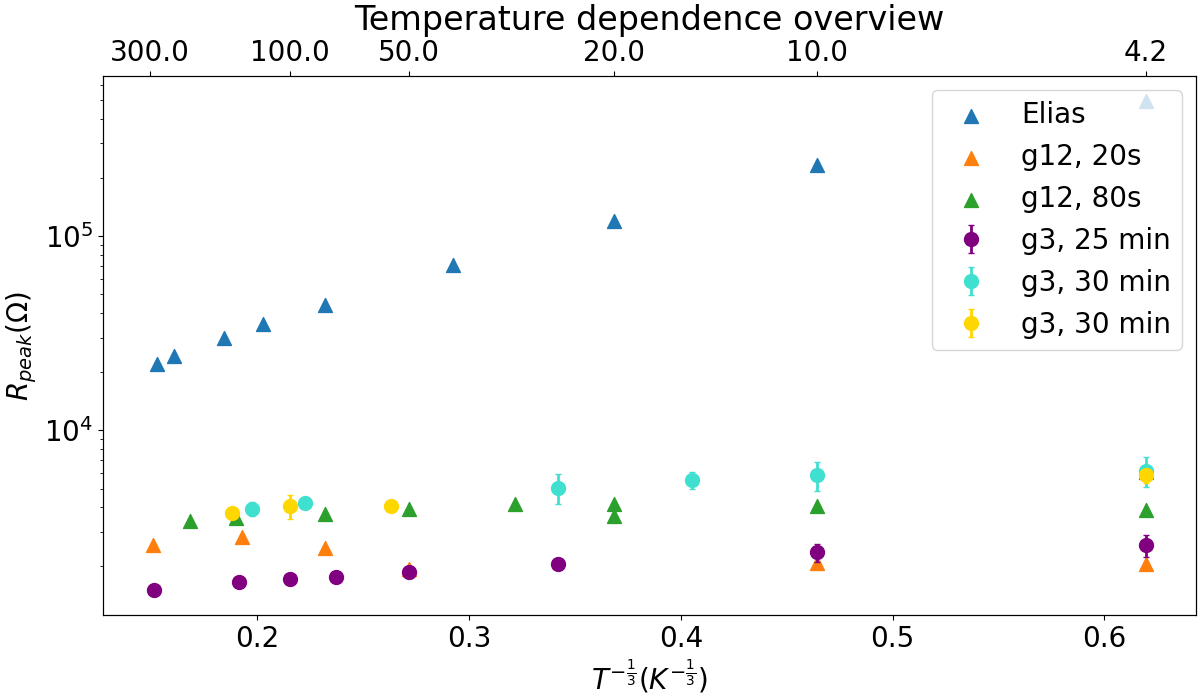 Temperature dependence overview
300.0 100.0 50.0 20.0 10.0 4.2
Elias
g12, 20s
g12, 80s
g3, 25 min
g3, 30 min
g3, 30 min
10⁵
10⁴
R_peak(Ω)
0.2 0.3 0.4 0.5 0.6
T^{-1/3}(K^{-1/3})